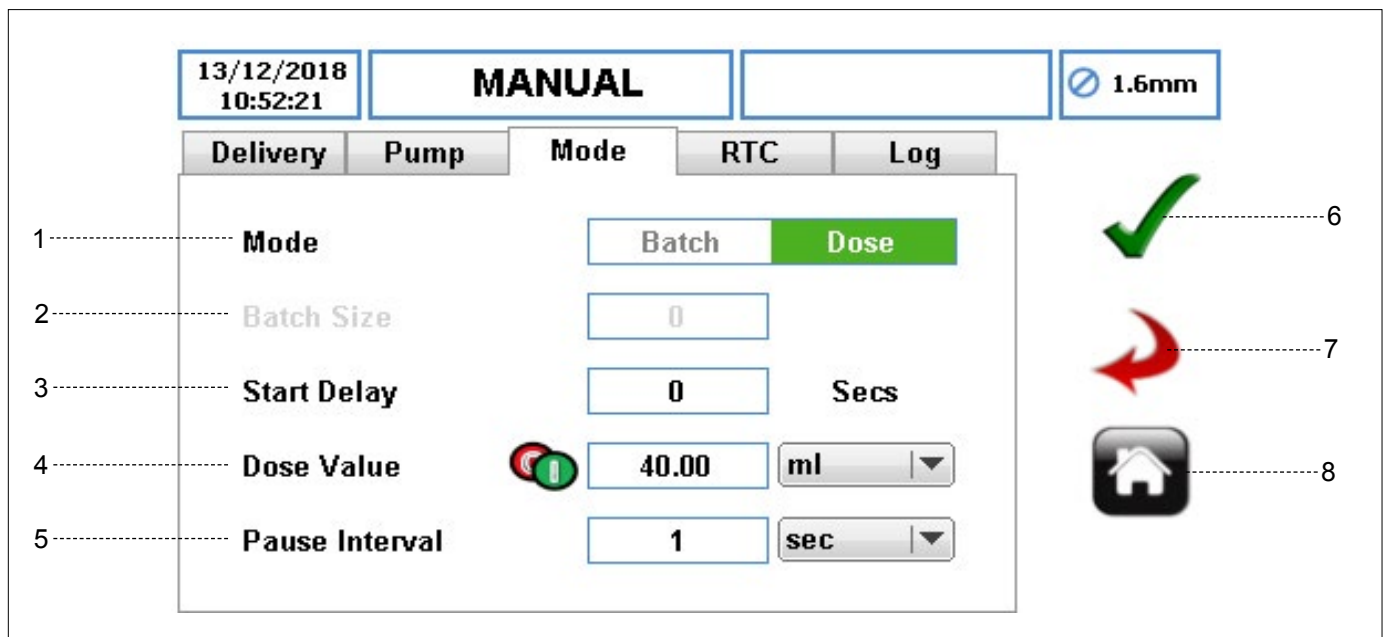 13/12/2018
10:52:21
MANUAL
1.6mm
Delivery Pump Mode RTC Log
1 Mode Batch Dose 6
2 Batch Size 0
3 Start Delay 0 Secs 7
4 Dose Value 40.00 ml 8
5 Pause Interval 1 sec